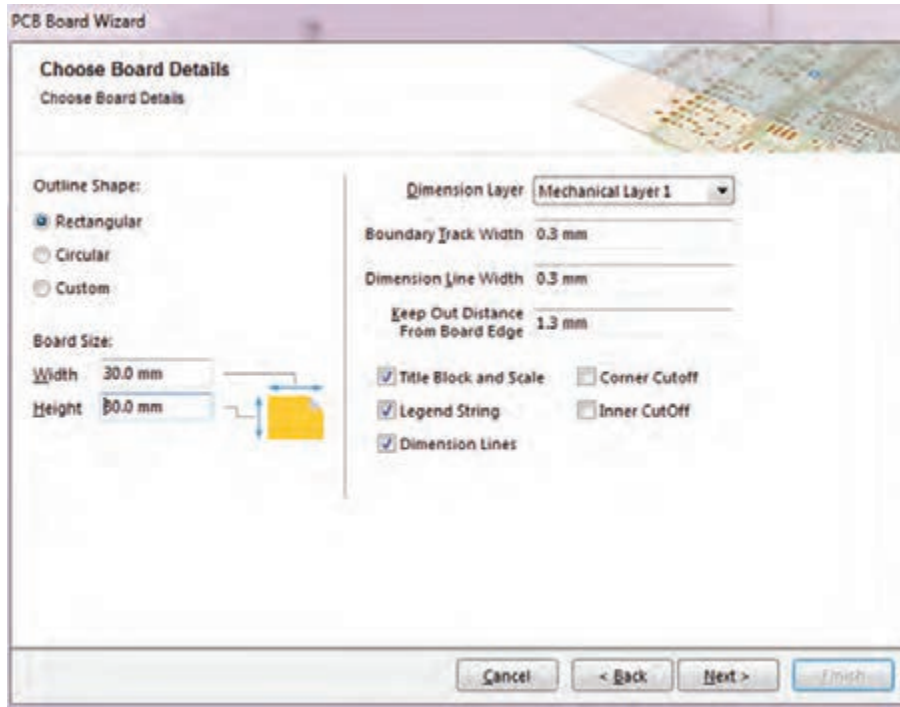 PCB Board Wizard
Choose Board Details
Choose Board Details
Outline Shape:
Rectangular
Circular
Custom
Board Size:
Width 30.0 mm
Height mm
Dimension Layer Mechanical Layer 1
Boundary Track Width 0.3 mm
Dimension Line Width 0.3 mm
Keep Out Distance
From Board Edge 1.3 mm
Title Block and Scale Corner Cutoff
Legend String Inner CutOff
Dimension Lines
Cancel < Back Next > Finish